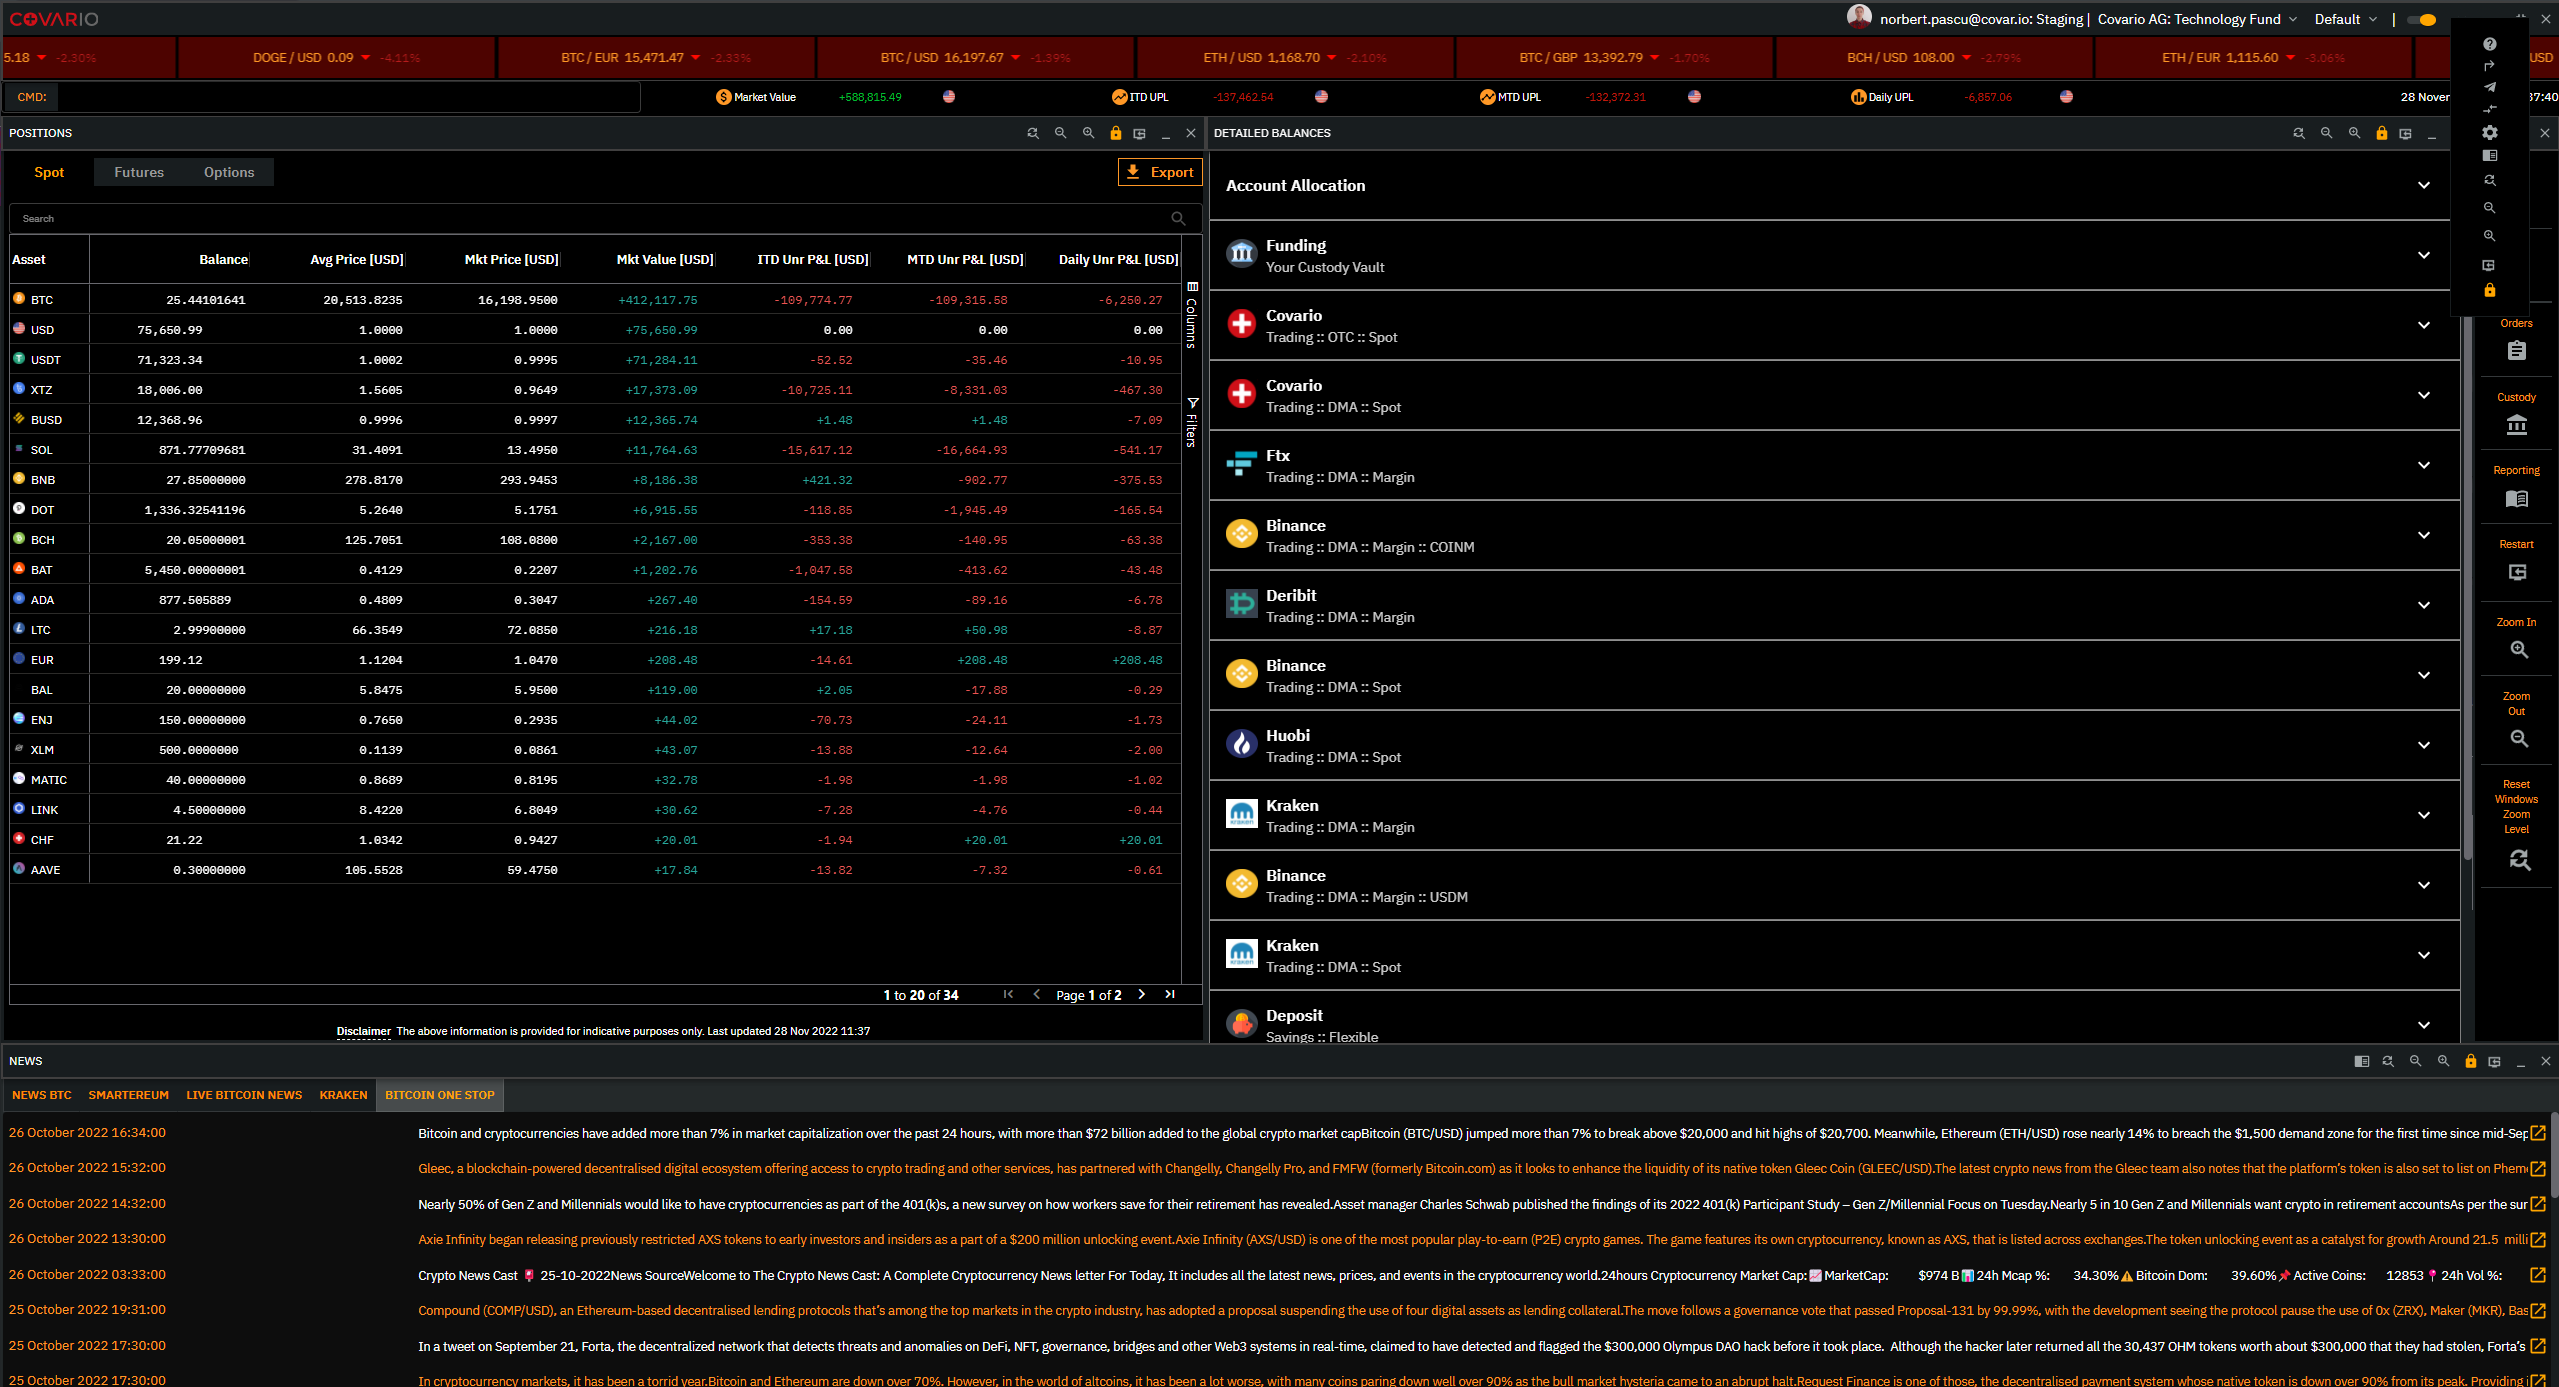 COVARIO
norbert.pascu@covar.io: Staging | Covario AG: Technology Fund Default |
5.18 -2.30% DOGE / USD 0.09 -4.11% BTC / EUR 15,471.47 -2.33% BTC / USD 16,197.67 -1.39% ETH / USD 1,168.70 -2.10% BTC / GBP 13,392.79 -1.70% BCH / USD 108.00 -2.79% ETH / EUR 1,115.60 -3.06% USD
CMD: Market Value +588,815.49 ITD UPL -137,462.54 MTD UPL -132,372.31 Daily UPL -6,857.06 28 Nover 37:40
POSITIONS
Spot Futures Options Export
Search
Asset Balance Avg Price [USD] Mkt Price [USD] Mkt Value [USD] ITD Unr P&L [USD] MTD Unr P&L [USD] Daily Unr P&L [USD]
BTC 25.44101641 20,513.8235 16,198.9500 +412,117.75 -109,774.77 -109,315.58 -6,250.27
USD 75,650.99 1.0000 1.0000 +75,650.99 0.00 0.00 0.00
USDT 71,323.34 1.0002 0.9995 +71,284.11 -52.52 -35.46 -10.95
XTZ 18,006.00 1.5605 0.9649 +17,373.09 -10,725.11 -8,331.03 -467.30
BUSD 12,368.96 0.9996 0.9997 +12,365.74 +1.48 +1.48 -7.09
SOL 871.77709681 31.4091 13.4950 +11,764.63 -15,617.12 -16,664.93 -541.17
BNB 27.85000000 278.8170 293.9453 +8,186.38 +421.32 -902.77 -375.53
DOT 1,336.32541196 5.2640 5.1751 +6,915.55 -118.85 -1,945.49 -165.54
BCH 20.05000001 125.7051 108.0800 +2,167.00 -353.38 -140.95 -63.38
BAT 5,450.00000001 0.4129 0.2207 +1,202.76 -1,047.58 -413.62 -43.48
ADA 877.505889 0.4809 0.3047 +267.40 -154.59 -89.16 -6.78
LTC 2.99900000 66.3549 72.0850 +216.18 +17.18 +50.98 -8.87
EUR 199.12 1.1204 1.0470 +208.48 -14.61 +208.48 +208.48
BAL 20.00000000 5.8475 5.9500 +119.00 +2.05 -17.88 -0.29
ENJ 150.00000000 0.7650 0.2935 +44.02 -70.73 -24.11 -1.73
XLM 500.0000000 0.1139 0.0861 +43.07 -13.88 -12.64 -2.00
MATIC 40.00000000 0.8689 0.8195 +32.78 -1.98 -1.98 -1.02
LINK 4.50000000 8.4220 6.8049 +30.62 -7.28 -4.76 -0.44
CHF 21.22 1.0342 0.9427 +20.01 -1.94 +20.01 +20.01
AAVE 0.30000000 105.5528 59.4750 +17.84 -13.82 -7.32 -0.61
Columns
Filters
1 to 20 of 34 Page 1 of 2
Disclaimer The above information is provided for indicative purposes only. Last updated 28 Nov 2022 11:37
DETAILED BALANCES
Account Allocation
Funding
Your Custody Vault
Covario
Trading :: OTC :: Spot
Covario
Trading :: DMA :: Spot
Ftx
Trading :: DMA :: Margin
Binance
Trading :: DMA :: Margin :: COINM
Deribit
Trading :: DMA :: Margin
Binance
Trading :: DMA :: Spot
Huobi
Trading :: DMA :: Spot
Kraken
Trading :: DMA :: Margin
Binance
Trading :: DMA :: Margin :: USDM
Kraken
Trading :: DMA :: Spot
Deposit
Savings :: Flexible
Orders
Custody
Reporting
Restart
Zoom In
Zoom
Out
Reset
Windows
Zoom
Level
NEWS
NEWS BTC SMARTEREUM LIVE BITCOIN NEWS KRAKEN BITCOIN ONE STOP
26 October 2022 16:34:00 Bitcoin and cryptocurrencies have added more than 7% in market capitalization over the past 24 hours, with more than $72 billion added to the global crypto market capBitcoin (BTC/USD) jumped more than 7% to break above $20,000 and hit highs of $20,700. Meanwhile, Ethereum (ETH/USD) rose nearly 14% to breach the $1,500 demand zone for the first time since mid-Sep
26 October 2022 15:32:00 Gleec, a blockchain-powered decentralised digital ecosystem offering access to crypto trading and other services, has partnered with Changelly, Changelly Pro, and FMFW (formerly Bitcoin.com) as it looks to enhance the liquidity of its native token Gleec Coin (GLEEC/USD).The latest crypto news from the Gleec team also notes that the platform's token is also set to list on Pheme
26 October 2022 14:32:00 Nearly 50% of Gen Z and Millennials would like to have cryptocurrencies as part of the 401(k)s, a new survey on how workers save for their retirement has revealed.Asset manager Charles Schwab published the findings of its 2022 401(k) Participant Study – Gen Z/Millennial Focus on Tuesday.Nearly 5 in 10 Gen Z and Millennials want crypto in retirement accountsAs per the sur
26 October 2022 13:30:00 Axie Infinity began releasing previously restricted AXS tokens to early investors and insiders as a part of a $200 million unlocking event.Axie Infinity (AXS/USD) is one of the most popular play-to-earn (P2E) crypto games. The game features its own cryptocurrency, known as AXS, that is listed across exchanges.The token unlocking event as a catalyst for growth Around 21.5 milli
26 October 2022 03:33:00 Crypto News Cast 📮 25-10-2022News SourceWelcome to The Crypto News Cast: A Complete Cryptocurrency News letter For Today, It includes all the latest news, prices, and events in the cryptocurrency world.24hours Cryptocurrency Market Cap:📈 MarketCap: $974 B📊 24h Mcap %: 34.30%⚠️ Bitcoin Dom: 39.60%📌 Active Coins: 12853 📍 24h Vol %:
25 October 2022 19:31:00 Compound (COMP/USD), an Ethereum-based decentralised lending protocols that's among the top markets in the crypto industry, has adopted a proposal suspending the use of four digital assets as lending collateral.The move follows a governance vote that passed Proposal-131 by 99.99%, with the development seeing the protocol pause the use of 0x (ZRX), Maker (MKR), Bas
25 October 2022 17:30:00 In a tweet on September 21, Forta, the decentralized network that detects threats and anomalies on DeFi, NFT, governance, bridges and other Web3 systems in real-time, claimed to have detected and flagged the $300,000 Olympus DAO hack before it took place. Although the hacker later returned all the 30,437 OHM tokens worth about $300,000 that they had stolen, Forta's
25 October 2022 17:30:00 In cryptocurrency markets, it has been a torrid year.Bitcoin and Ethereum are down over 70%. However, in the world of altcoins, it has been a lot worse, with many coins paring down well over 90% as the bull market hysteria came to an abrupt halt.Request Finance is one of those, the decentralised payment system whose native token is down over 90% from its peak. Providing i